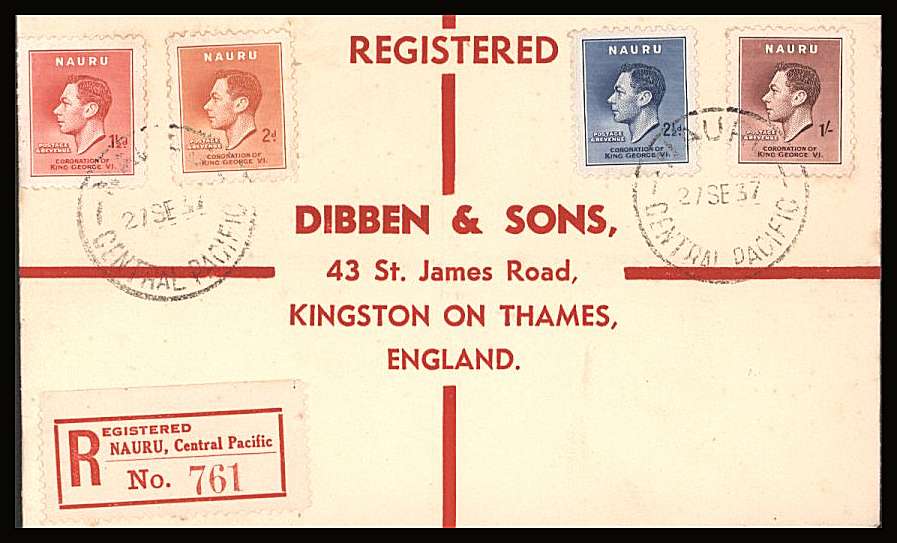 NAURU
1½d
POSTAGE
& REVENUE
CORONATION OF
KING GEORGE VI.
NAURU
2d
POSTAGE
& REVENUE
CORONATION OF
KING GEORGE VI.
REGISTERED
NAURU
2½d
POSTAGE
& REVENUE
CORONATION OF
KING GEORGE VI.
NAURU
1/-
POSTAGE
& REVENUE
CORONATION OF
KING GEORGE VI.
27SE37
CENTRAL PACIFIC
NAURU
27SE37
CENTRAL PACIFIC
DIBBEN & SONS,
43 St. James Road,
KINGSTON ON THAMES,
ENGLAND.
REGISTERED
NAURU, Central Pacific
No. 761